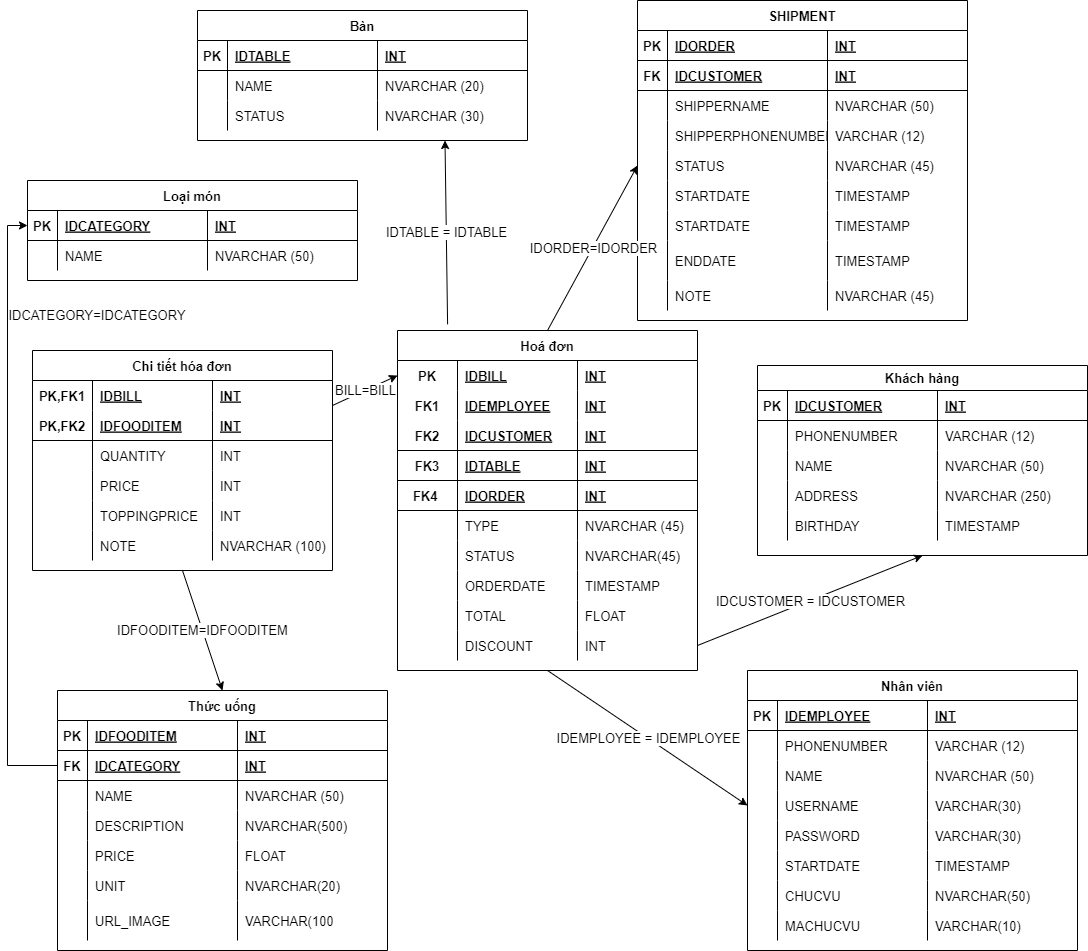 Bàn
PK IDTABLE INT
NAME NVARCHAR (20)
STATUS NVARCHAR (30)
SHIPMENT
PK IDORDER INT
FK IDCUSTOMER INT
SHIPPERNAME NVARCHAR (50)
SHIPPERPHONENUMBE VARCHAR (12)
STATUS NVARCHAR (45)
STARTDATE TIMESTAMP
STARTDATE TIMESTAMP
ENDDATE TIMESTAMP
NOTE NVARCHAR (45)
Loại món
PK IDCATEGORY INT
NAME NVARCHAR (50)
IDTABLE = IDTABLE
IDORDER=IDORDER
IDCATEGORY=IDCATEGORY
Chi tiết hóa đơn
PK,FK1 IDBILL INT
PK,FK2 IDFOODITEM INT
QUANTITY INT
PRICE INT
TOPPINGPRICE INT
NOTE NVARCHAR (100)
BILL=BILL
Hoá đơn
PK IDBILL INT
FK1 IDEMPLOYEE INT
FK2 IDCUSTOMER INT
FK3 IDTABLE INT
FK4 IDORDER INT
TYPE NVARCHAR (45)
STATUS NVARCHAR(45)
ORDERDATE TIMESTAMP
TOTAL FLOAT
DISCOUNT INT
Khách hàng
PK IDCUSTOMER INT
PHONENUMBER VARCHAR (12)
NAME NVARCHAR (50)
ADDRESS NVARCHAR (250)
BIRTHDAY TIMESTAMP
IDCUSTOMER = IDCUSTOMER
IDFOODITEM=IDFOODITEM
IDEMPLOYEE = IDEMPLOYEE
Thức uống
PK IDFOODITEM INT
FK IDCATEGORY INT
NAME NVARCHAR (50)
DESCRIPTION NVARCHAR(500)
PRICE FLOAT
UNIT NVARCHAR(20)
URL_IMAGE VARCHAR(100
Nhân viên
PK IDEMPLOYEE INT
PHONENUMBER VARCHAR (12)
NAME NVARCHAR (50)
USERNAME VARCHAR(30)
PASSWORD VARCHAR(30)
STARTDATE TIMESTAMP
CHUCVU NVARCHAR(50)
MACHUCVU VARCHAR(10)